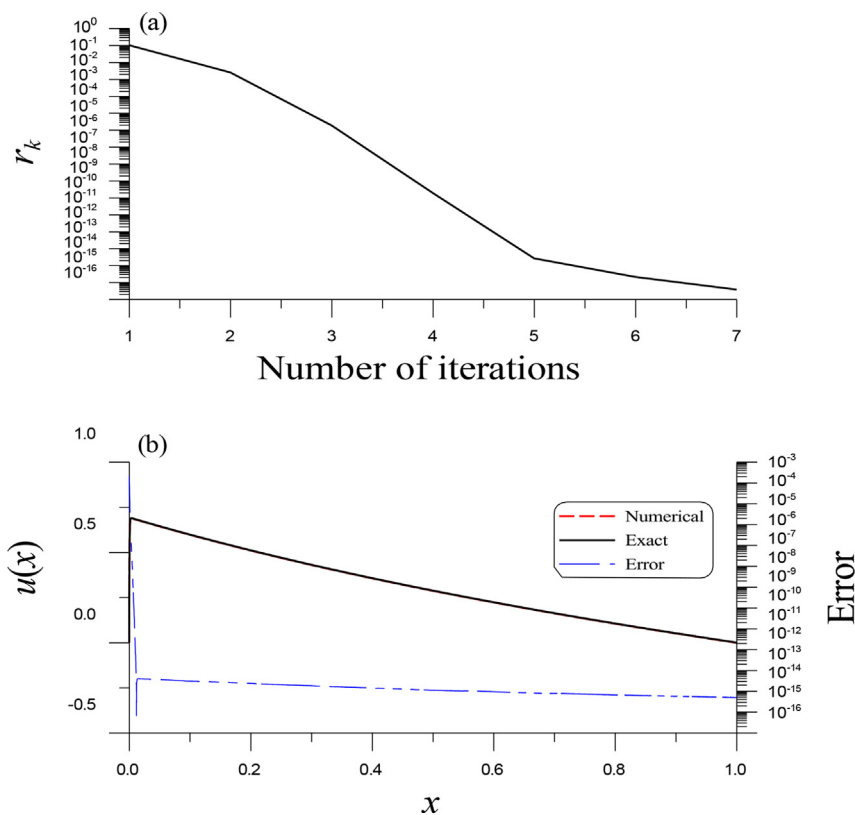 (a)
10⁰
10⁻¹
10⁻²
10⁻³
10⁻⁴
10⁻⁵
10⁻⁶
10⁻⁷
10⁻⁸
10⁻⁹
10⁻¹⁰
10⁻¹¹
10⁻¹²
10⁻¹³
10⁻¹⁴
10⁻¹⁵
10⁻¹⁶
rₖ
1 2 3 4 5 6 7
Number of iterations
(b)
1.0
0.5
0.0
-0.5
u(x)
Numerical
Exact
Error
10⁻³
10⁻⁴
10⁻⁵
10⁻⁶
10⁻⁷
10⁻⁸
10⁻⁹
10⁻¹⁰
10⁻¹¹
10⁻¹²
10⁻¹³
10⁻¹⁴
10⁻¹⁵
10⁻¹⁶
Error
0.0 0.2 0.4 0.6 0.8 1.0
x